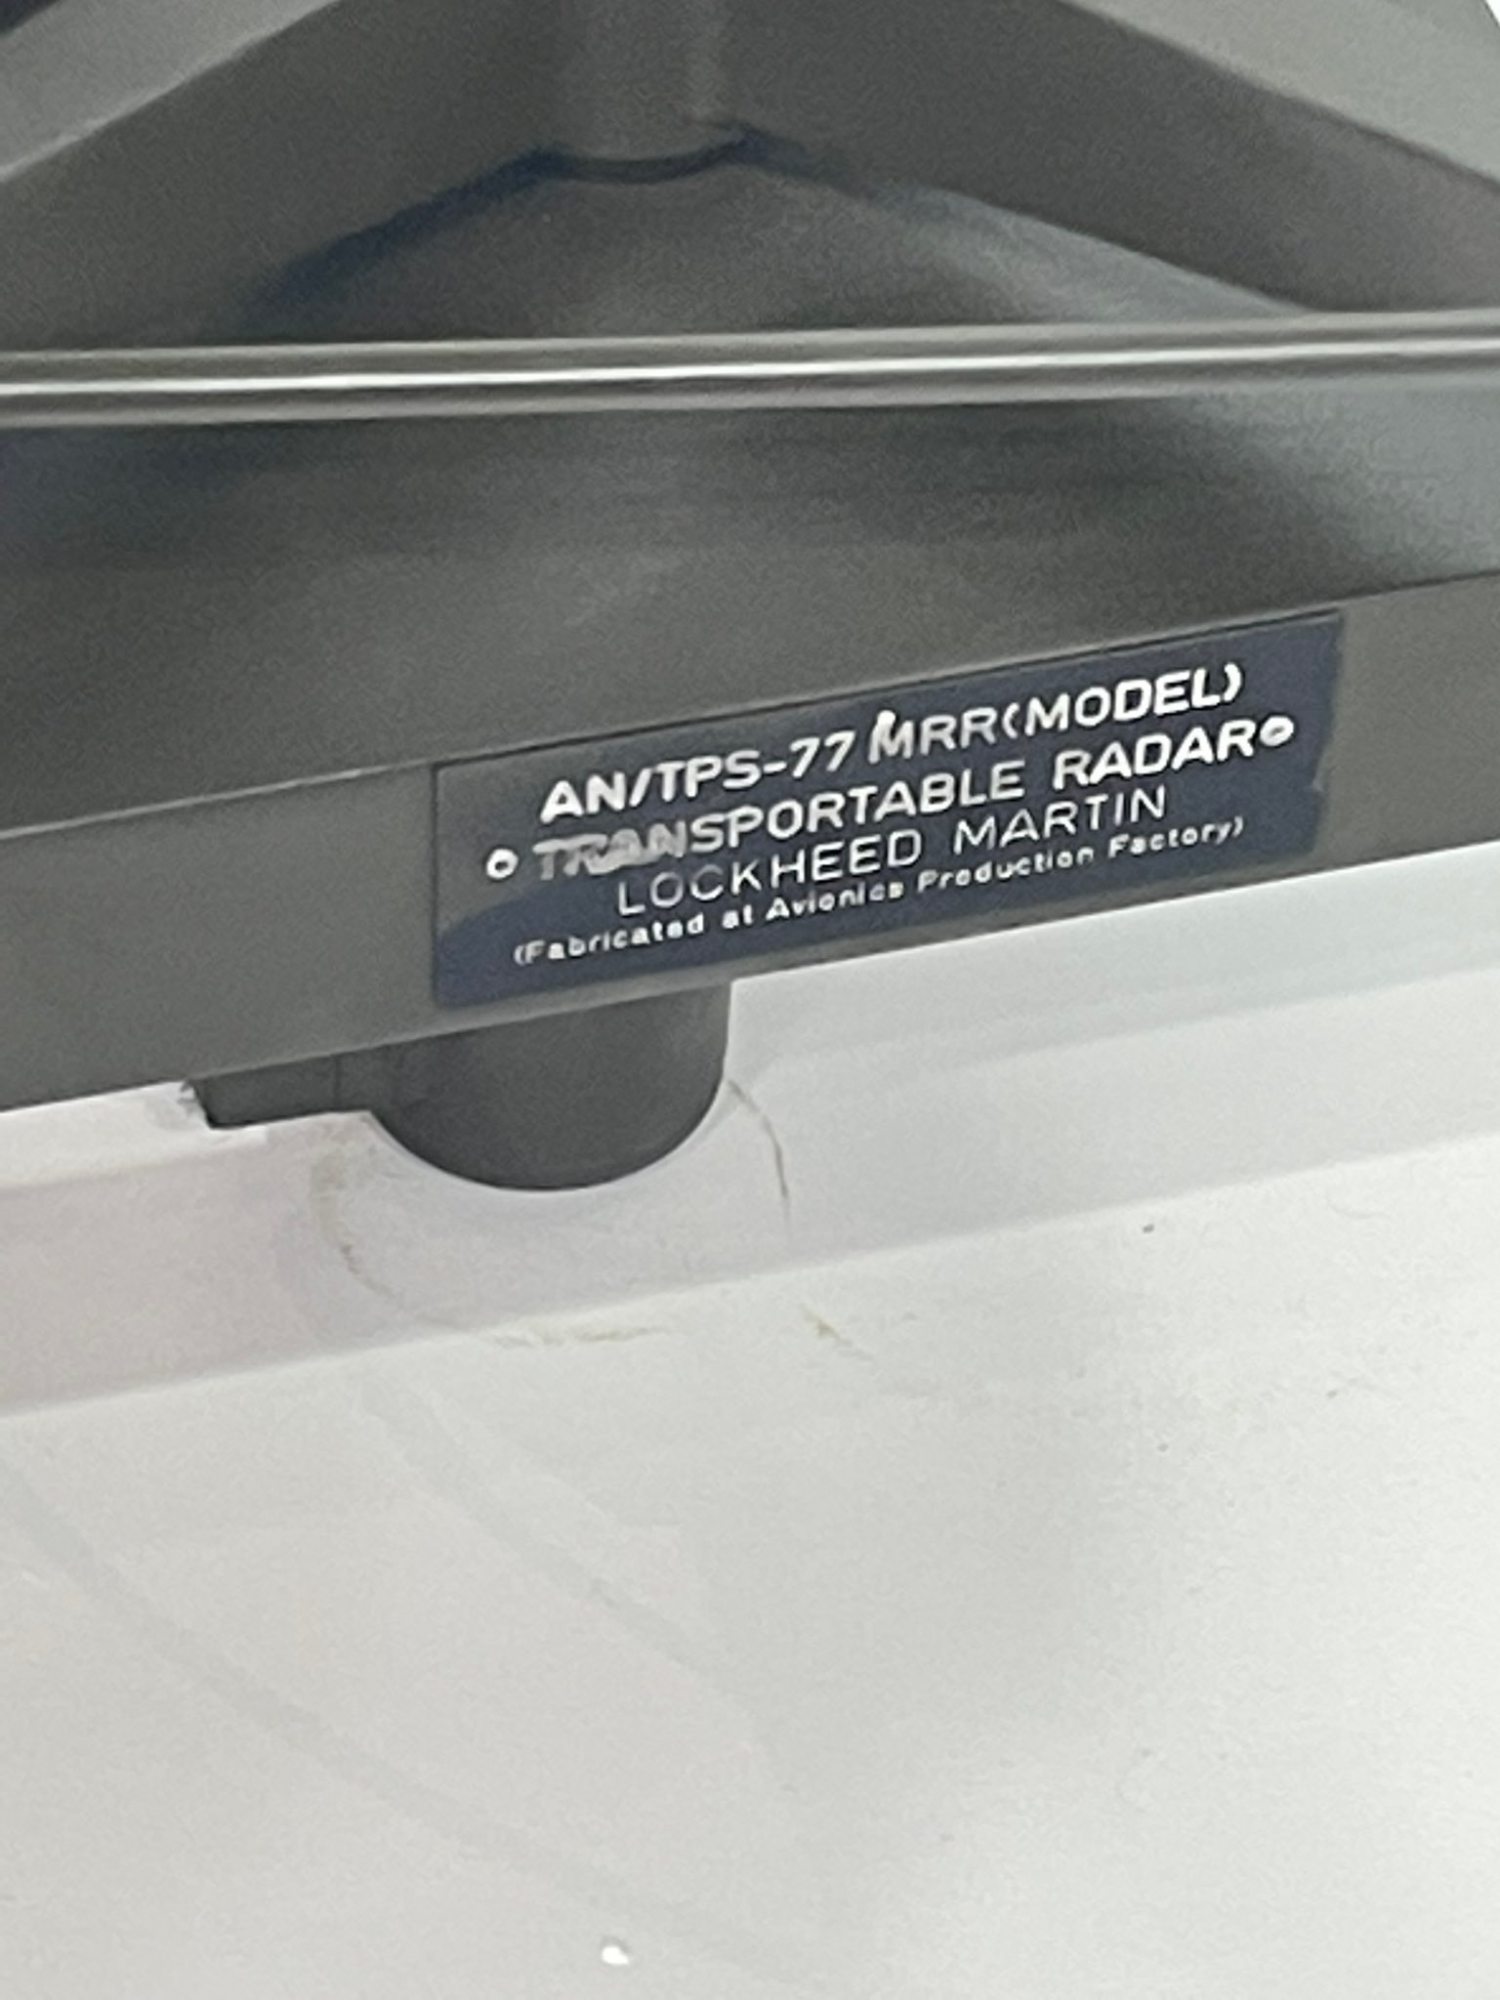 AN/TPS-77 MRR(MODEL)
TRANSPORTABLE RADAR
LOCKHEED MARTIN
(Fabricated at Avionics Production Factory)